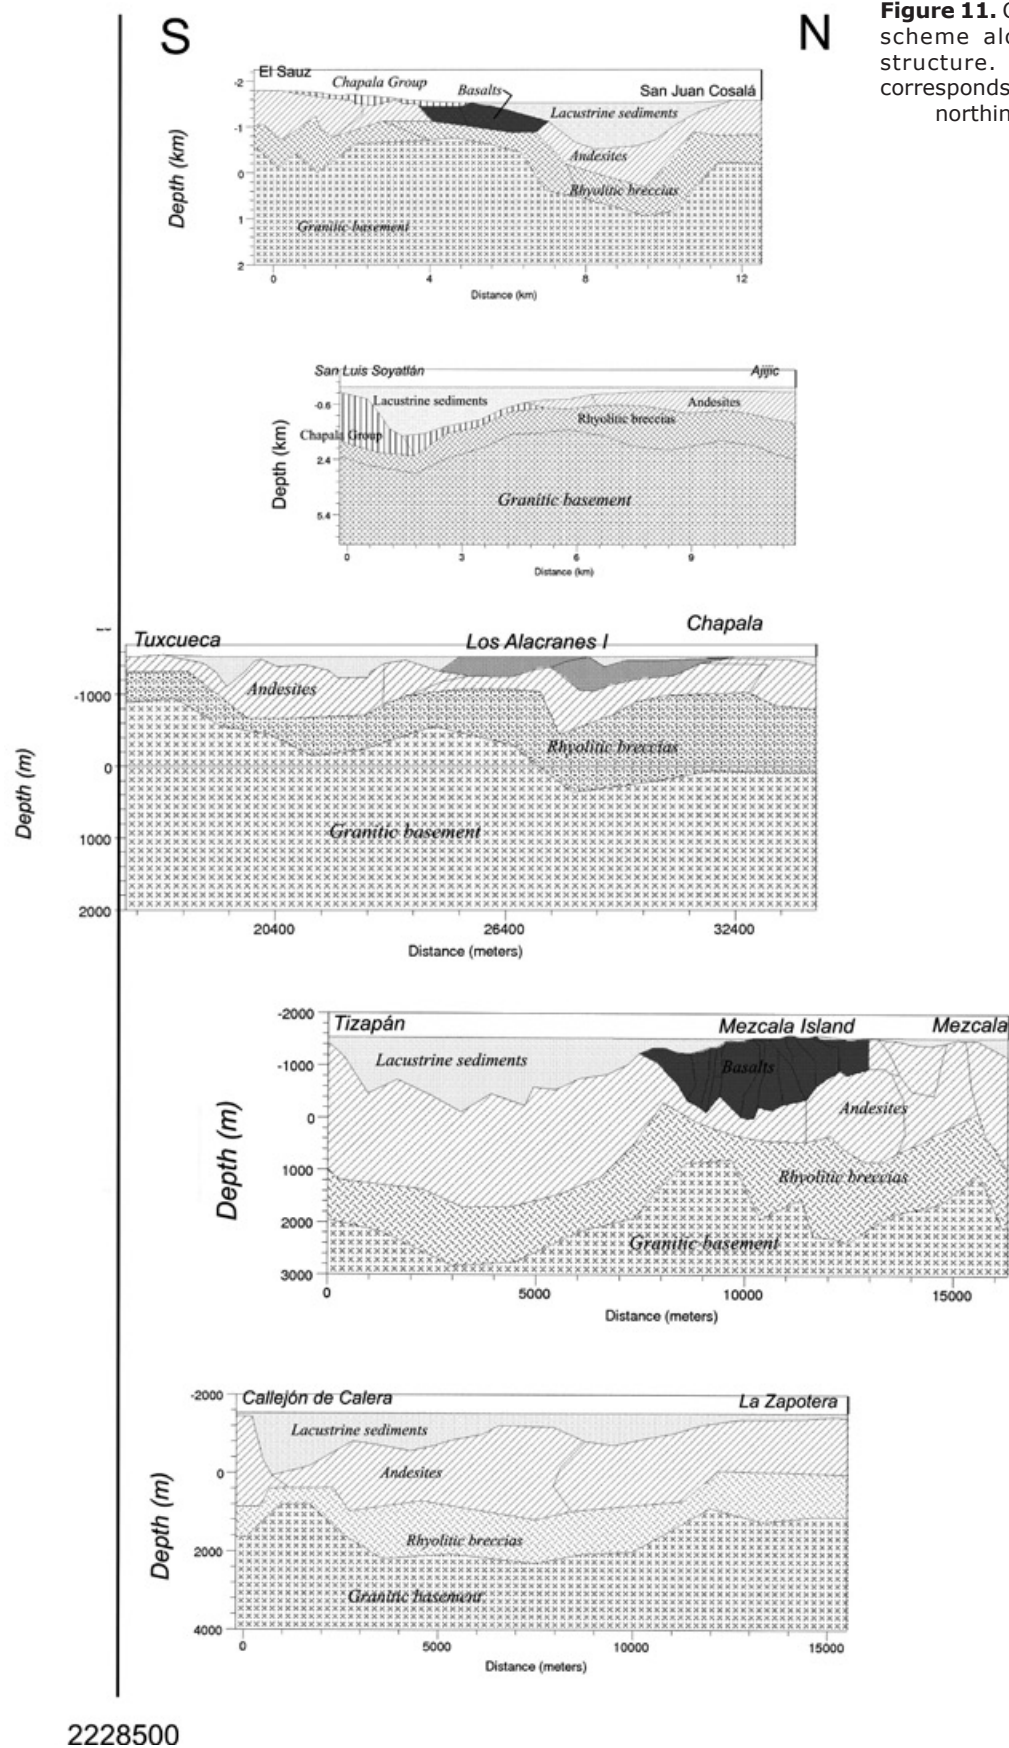 S
N
Figure 11.
scheme
structure.
corresponds
El Sauz
Chapala Group
Basalts
San Juan Cosalá
Lacustrine sediments
Andesites
Rhyolitic breccias
Granitic basement
Depth (km)
-2
-1
0
1
2
0 4 8 12
Distance (km)
San Luis Soyatlán
Ajijic
Lacustrine sediments
Andesites
Rhyolitic breccias
Chapala Group
Granitic basement
Depth (km)
-0.6
2.4
5.4
0 3 6 9
Distance (km)
Tuxcueca
Los Alacranes I
Chapala
Andesites
Rhyolitic breccias
Granitic basement
Depth (m)
-1000
0
1000
2000
20400 26400 32400
Distance (meters)
Tizapán
Mezcala Island
Mezcala
Lacustrine sediments
Basalts
Andesites
Rhyolitic breccias
Granitic basement
Depth (m)
-2000
-1000
0
1000
2000
3000
0 5000 10000 15000
Distance (meters)
Callejón de Calera
La Zapotera
Lacustrine sediments
Andesites
Rhyolitic breccias
Granitic basement
Depth (m)
-2000
0
2000
4000
0 5000 10000 15000
Distance (meters)
2228500